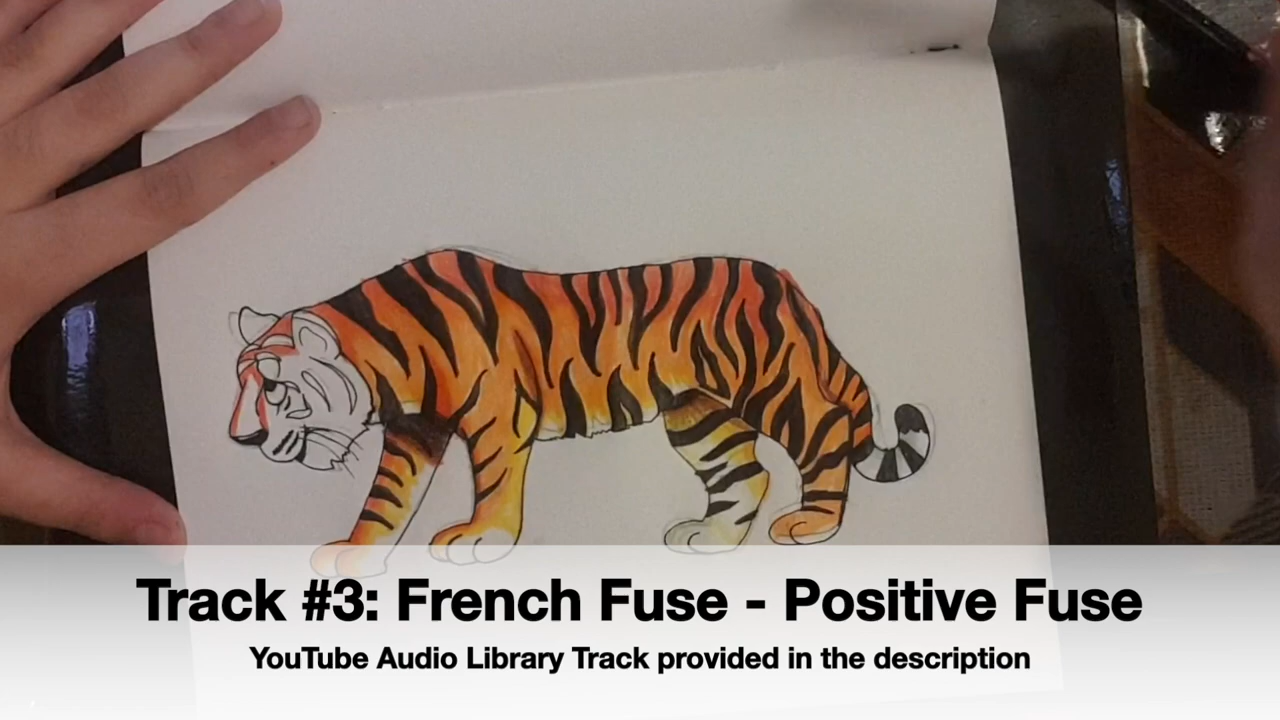 Track #3: French Fuse - Positive Fuse
YouTube Audio Library Track provided in the description